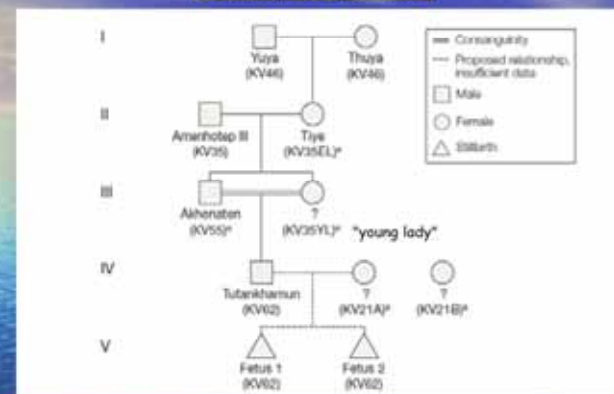 I
Yuya
(KV46)
Thuya
(KV46)
Consanguinity
Proposed relationship,
insufficient data
Male
Female
Stillbirth
II
Amenhotep III
(KV35)
Tiye
(KV35EL)ᵃ
III
Akhenaten
(KV55)ᵃ
?
(KV35YL)ᵃ
"young lady"
IV
Tutankhamun
(KV62)
?
(KV21A)ᵃ
?
(KV21B)ᵃ
V
Fetus 1
(KV62)
Fetus 2
(KV62)